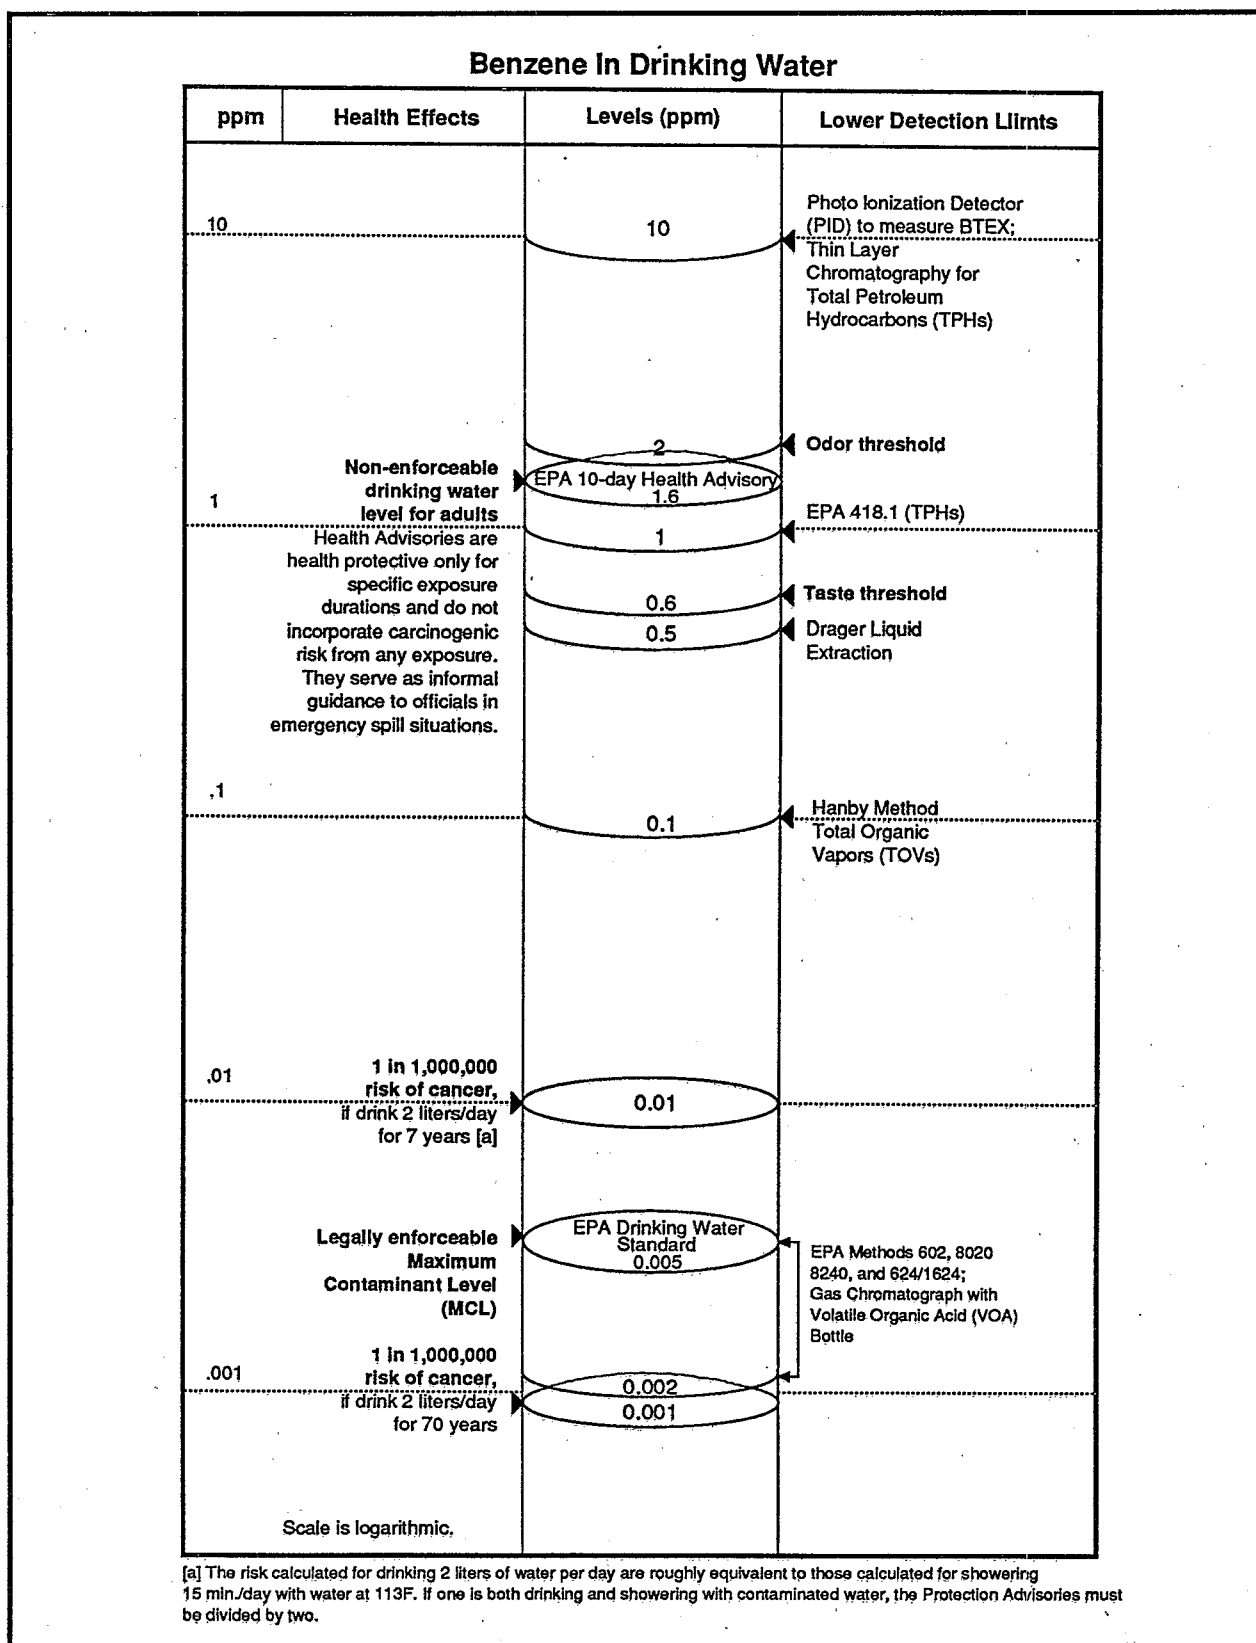 Benzene In Drinking Water
ppm
Health Effects
Levels (ppm)
Lower Detection Llimts
10
10
Photo Ionization Detector
(PID) to measure BTEX;
Thin Layer
Chromatography for
Total Petroleum
Hydrocarbons (TPHs)
2
Odor threshold
Non-enforceable
drinking water
level for adults
EPA 10-day Health Advisory
1.6
1
1
EPA 418.1 (TPHs)
Health Advisories are
health protective only for
specific exposure
durations and do not
incorporate carcinogenic
risk from any exposure.
They serve as informal
guidance to officials in
emergency spill situations.
0.6
Taste threshold
0.5
Drager Liquid
Extraction
.1
0.1
Hanby Method
Total Organic
Vapors (TOVs)
.01
1 in 1,000,000
risk of cancer,
if drink 2 liters/day
for 7 years [a]
0.01
Legally enforceable
Maximum
Contaminant Level
(MCL)
EPA Drinking Water
Standard
0.005
EPA Methods 602, 8020
8240, and 624/1624;
Gas Chromatograph with
Volatile Organic Acid (VOA)
Bottle
.001
1 in 1,000,000
risk of cancer,
if drink 2 liters/day
for 70 years
0.002
0.001
Scale is logarithmic.
[a] The risk calculated for drinking 2 liters of water per day are roughly equivalent to those calculated for showering
15 min./day with water at 113F. If one is both drinking and showering with contaminated water, the Protection Advisories must
be divided by two.